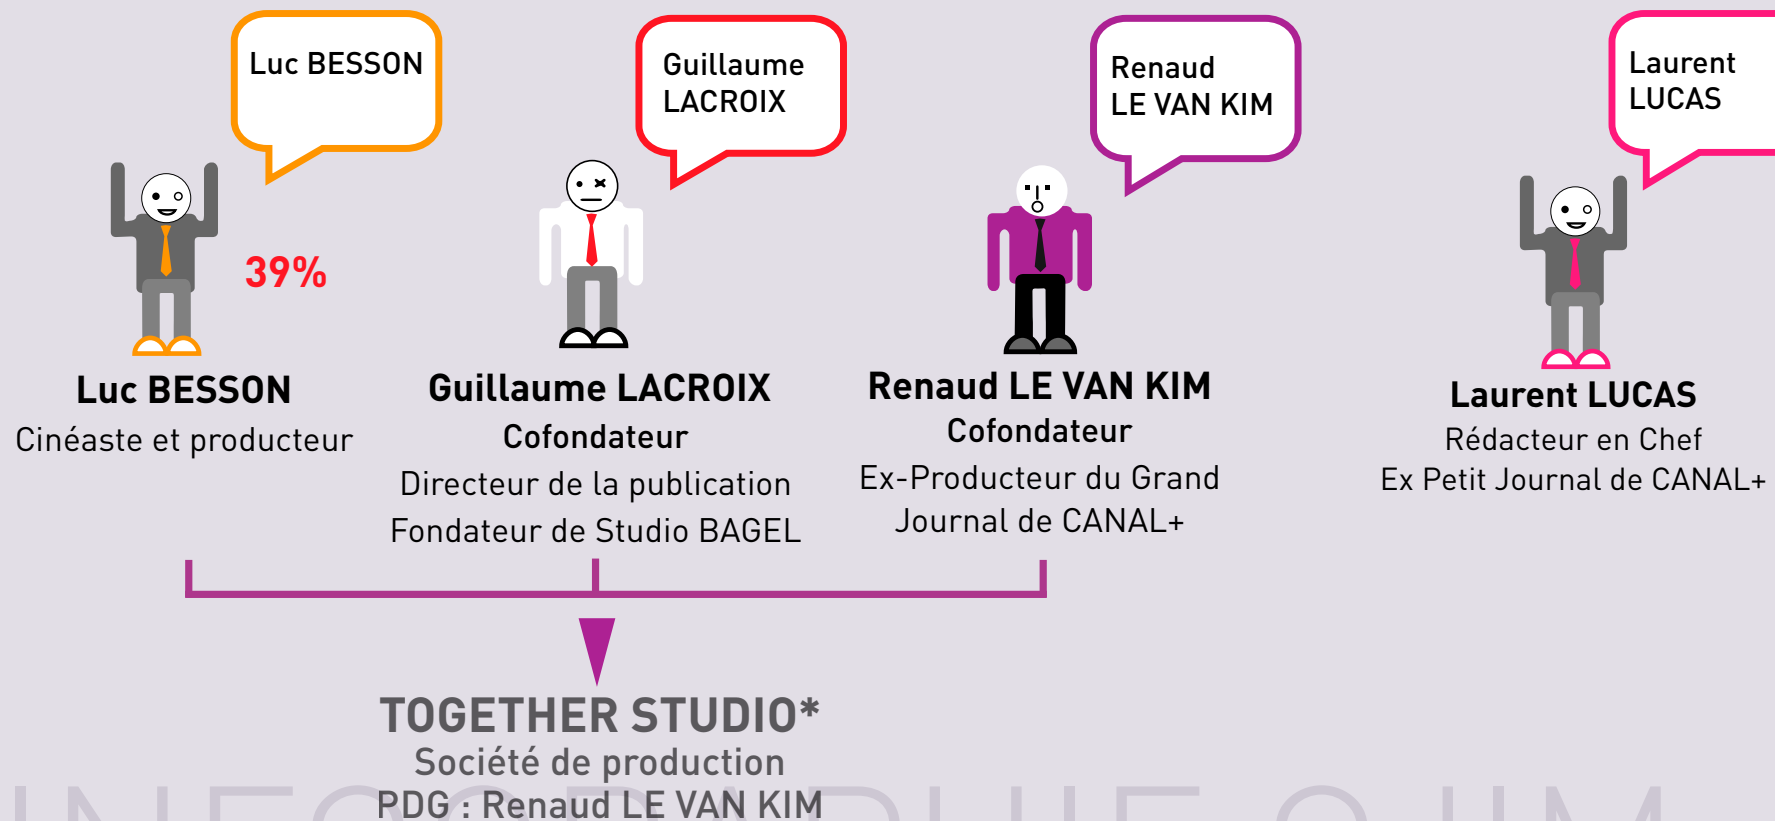 Luc BESSON
Guillaume
LACROIX
Renaud
LE VAN KIM
Laurent
LUCAS
39%
Luc BESSON
Cinéaste et producteur
Guillaume LACROIX
Cofondateur
Directeur de la publication
Fondateur de Studio BAGEL
Renaud LE VAN KIM
Cofondateur
Ex-Producteur du Grand
Journal de CANAL+
Laurent LUCAS
Rédacteur en Chef
Ex Petit Journal de CANAL+
TOGETHER STUDIO*
Société de production
PDG : Renaud LE VAN KIM
INFOGRAPHIE